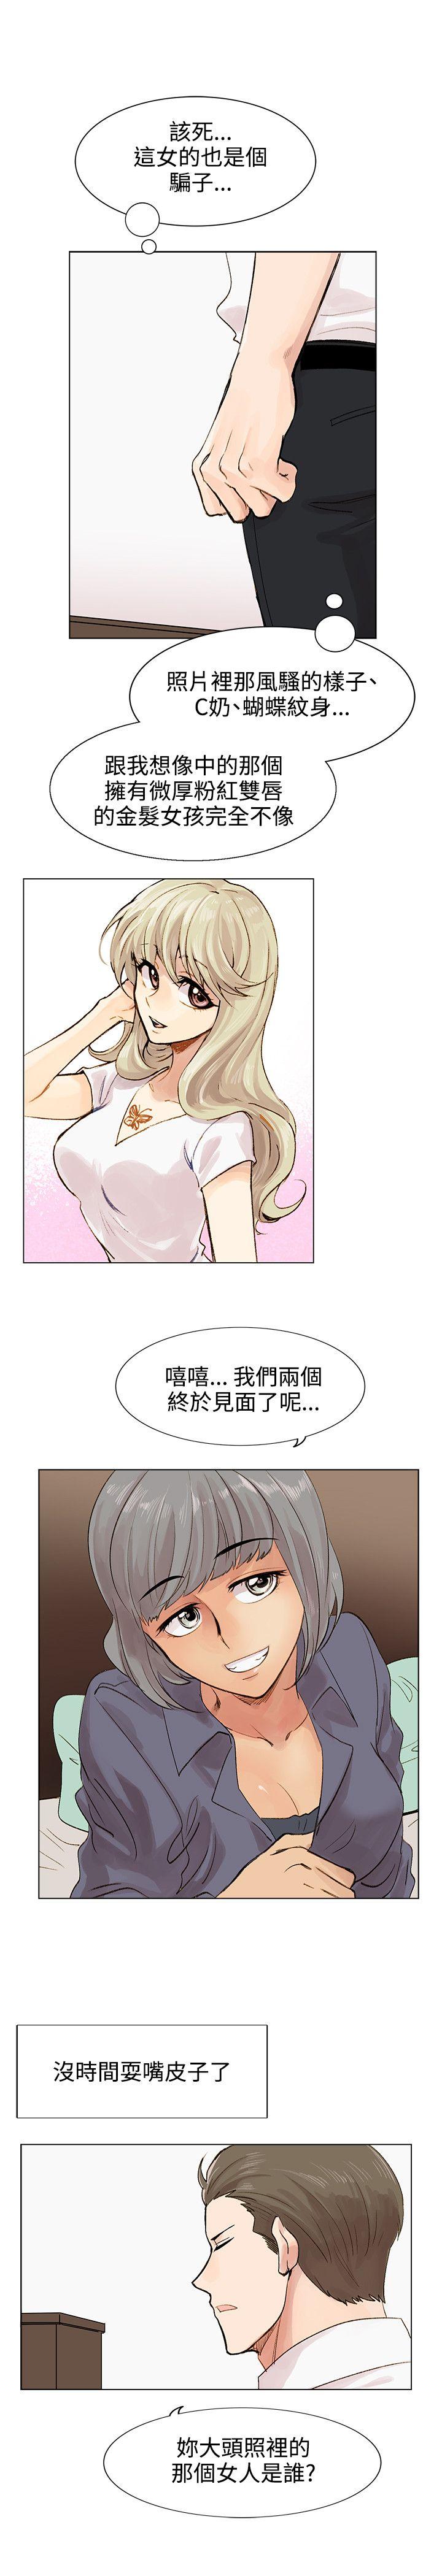 該死...
這女的也是個
騙子...
照片裡那風騷的樣子、
C奶、蝴蝶紋身...
跟我想像中的那個
擁有微厚粉紅雙唇
的金髮女孩完全不像
嘻嘻... 我們兩個
終於見面了呢...
沒時間耍嘴皮子了
妳大頭照裡的
那個女人是誰?